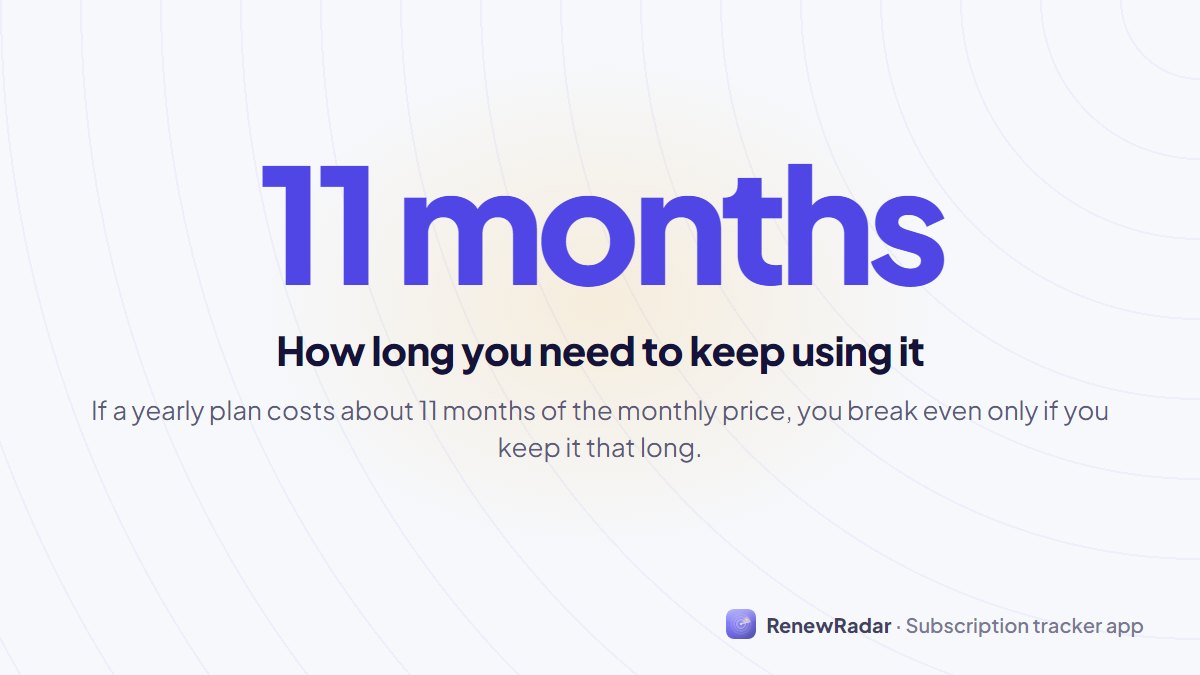 11 months
How long you need to keep using it
If a yearly plan costs about 11 months of the monthly price, you break even only if you
keep it that long.
RenewRadar · Subscription tracker app